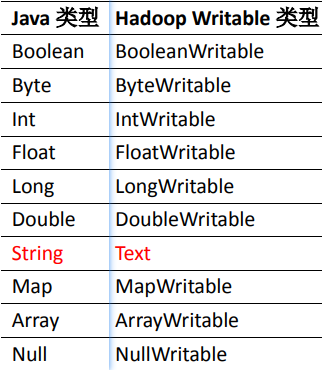 Java 类型 Hadoop Writable 类型
Boolean BooleanWritable
Byte ByteWritable
Int IntWritable
Float FloatWritable
Long LongWritable
Double DoubleWritable
String Text
Map MapWritable
Array ArrayWritable
Null NullWritable